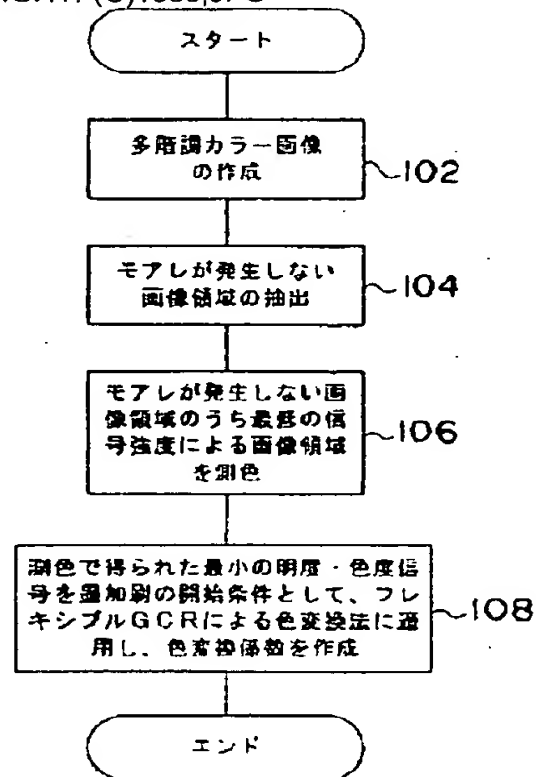 スタート
多階調カラー画像
の作成
102
モアレが発生しない
画像領域の抽出
104
モアレが発生しない画
像領域のうち最低の信
号強度による画像領域
を測色
106
測色で得られた最小の明度・色度信
号を墨加刷の開始条件として、フレ
キシブルGCRによる色変換法に適
用し、色変換係数を作成
108
エンド